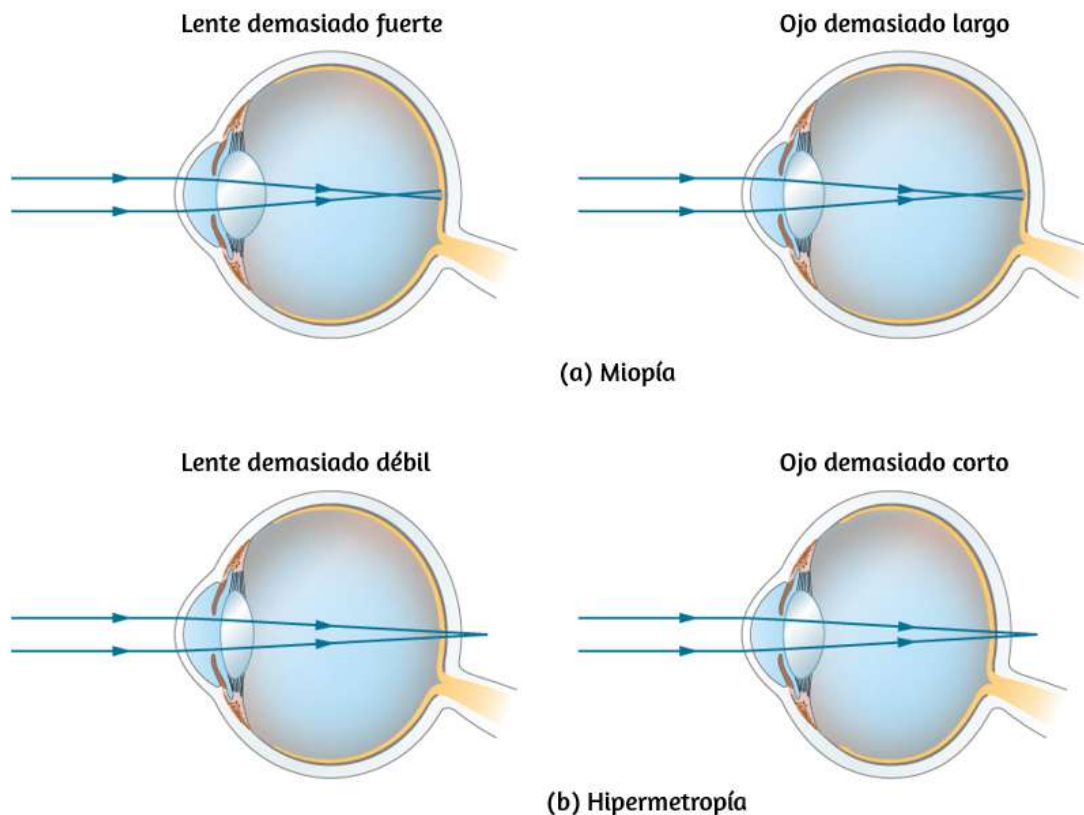 Lente demasiado fuerte
Ojo demasiado largo
(a) Miopía
Lente demasiado débil
Ojo demasiado corto
(b) Hipermetropía